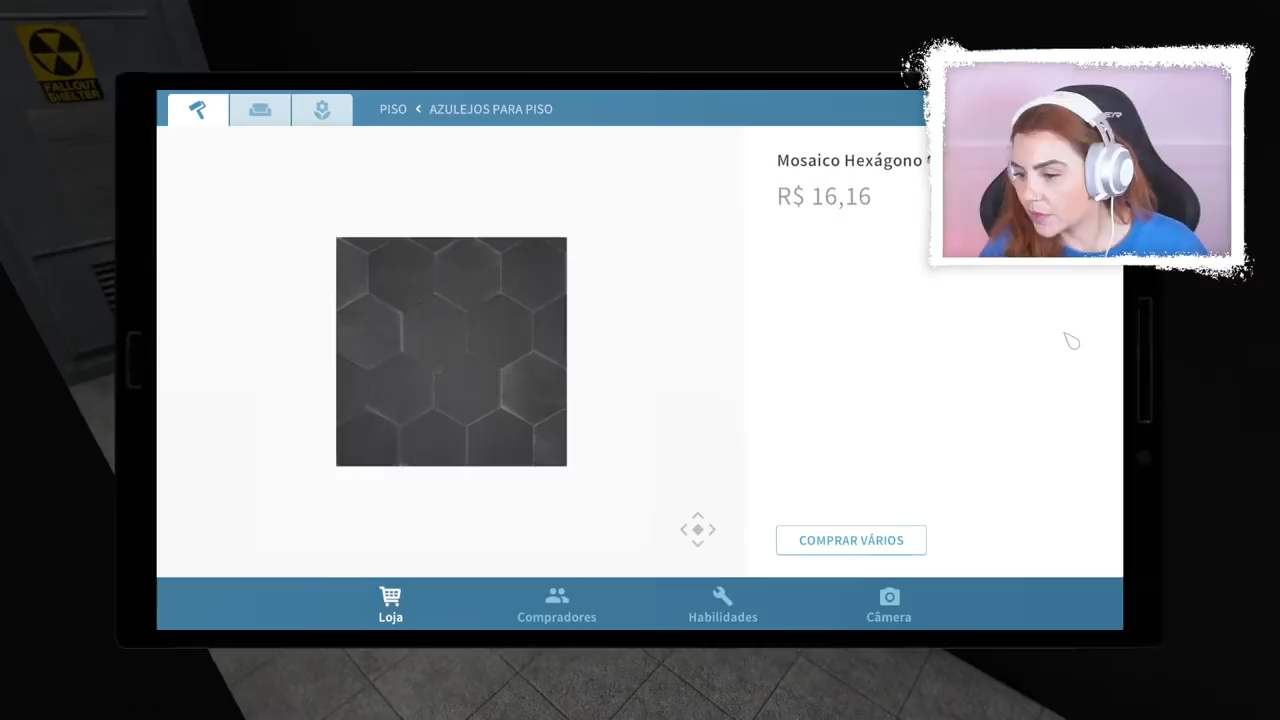 FALLOUT
SHELTER
PISO < AZULEJOS PARA PISO
Mosaico Hexágono
R$ 16,16
COMPRAR VÁRIOS
Loja
Compradores
Habilidades
Câmera